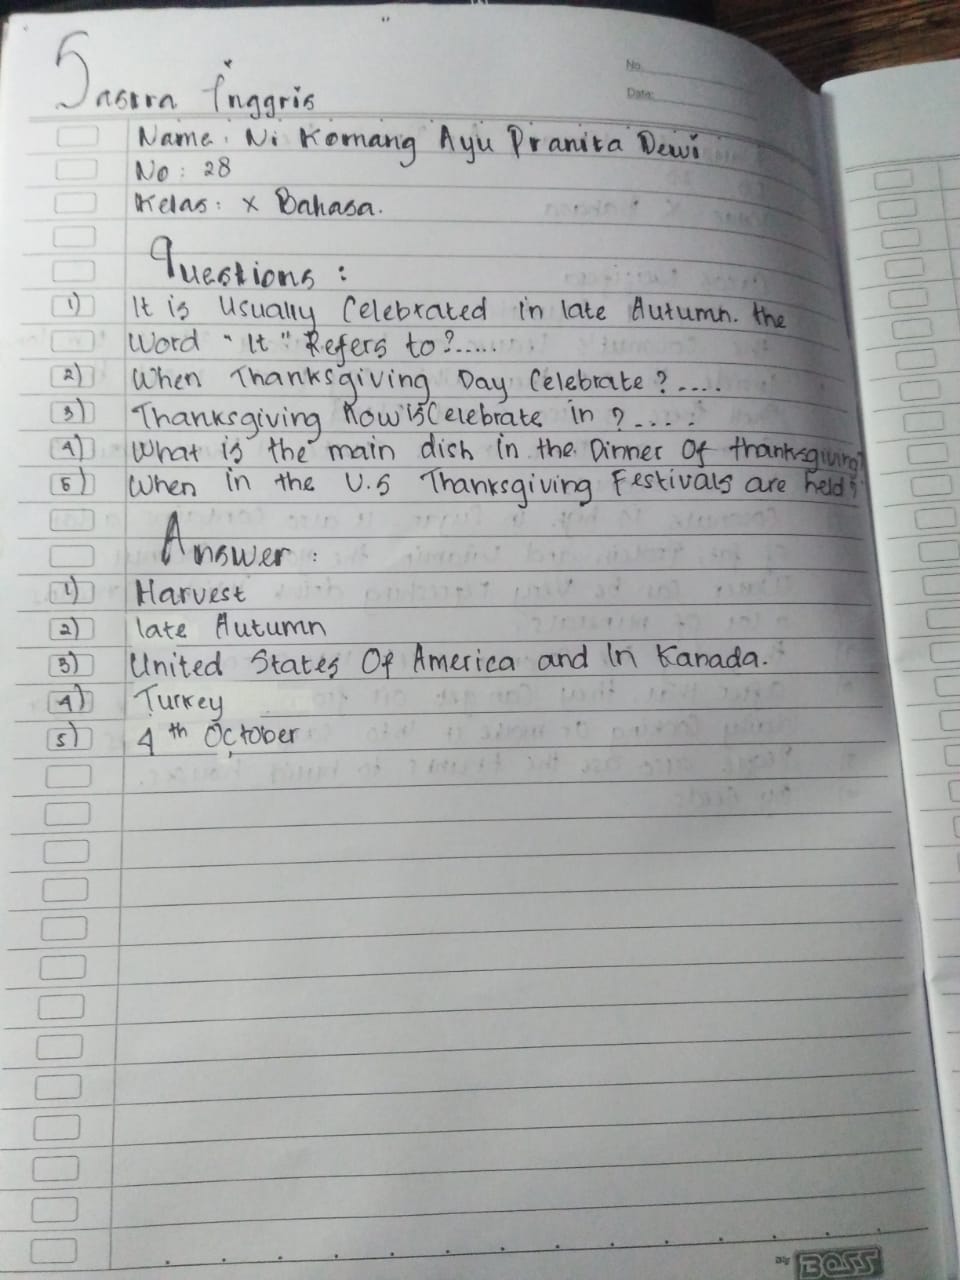 Sastra Inggris
No.
Date:
Name : Ni Komang Ayu Pranita Dewi
No : 28
Kelas : X Bahasa.
Questions :
1) It is Usually Celebrated in late Autumn. the
Word "It" Refers to?.....
2) When Thanksgiving Day Celebrate?....
3) Thanksgiving Now is Celebrate in ?....
4) What is the main dish in the Dinner Of thanksgiving?
5) When in the U.S Thanksgiving Festivals are held?
Answer :
1) Harvest
2) late Autumn
3) United States Of America and In Kanada.
4) Turkey
5) 4th October
By BOSS